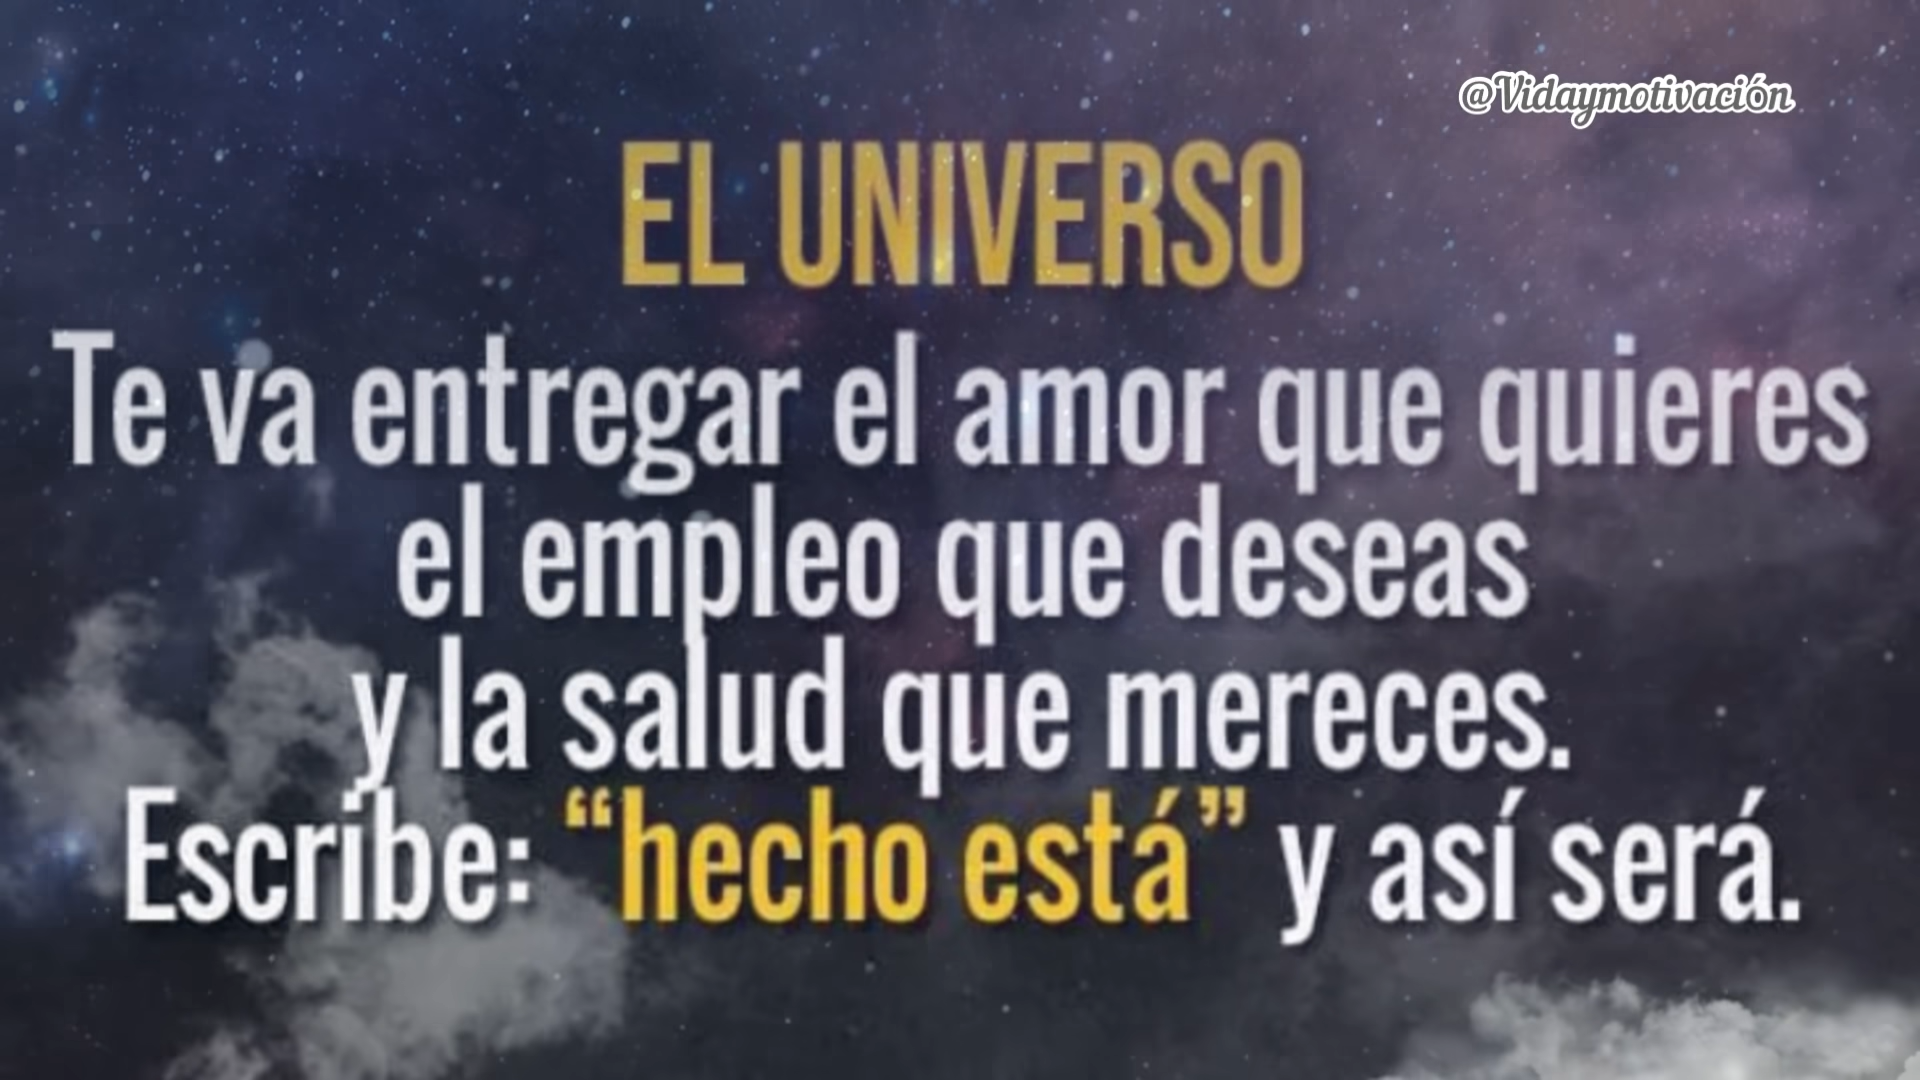 @Vidaymotivación
EL UNIVERSO
Te va entregar el amor que quieres
el empleo que deseas
y la salud que mereces.
Escribe: “hecho está” y así será.